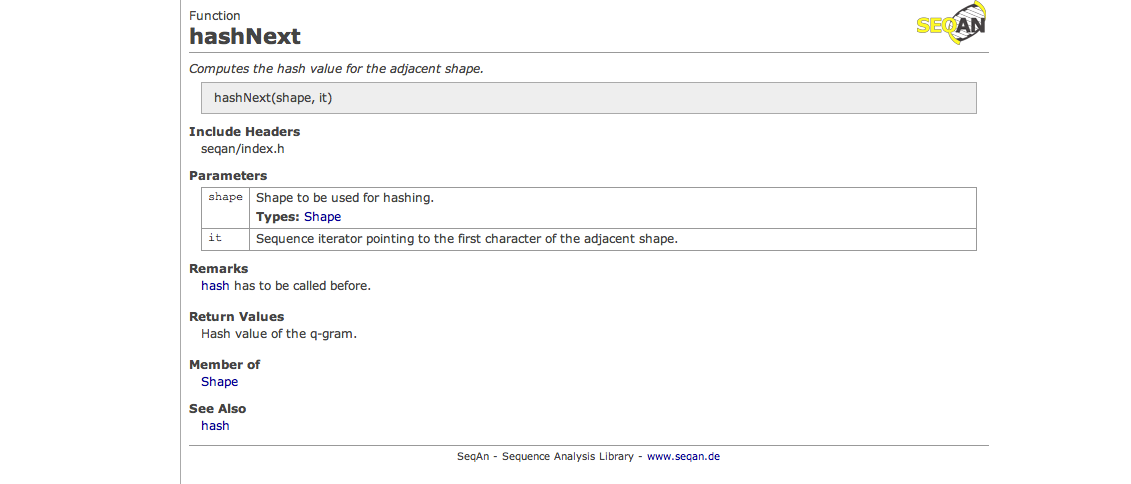 Function
hashNext
SEQAN
Computes the hash value for the adjacent shape.
hashNext(shape, it)
Include Headers
seqan/index.h
Parameters
shape Shape to be used for hashing.
Types: Shape
it Sequence iterator pointing to the first character of the adjacent shape.
Remarks
hash has to be called before.
Return Values
Hash value of the q-gram.
Member of
Shape
See Also
hash
SeqAn - Sequence Analysis Library - www.seqan.de